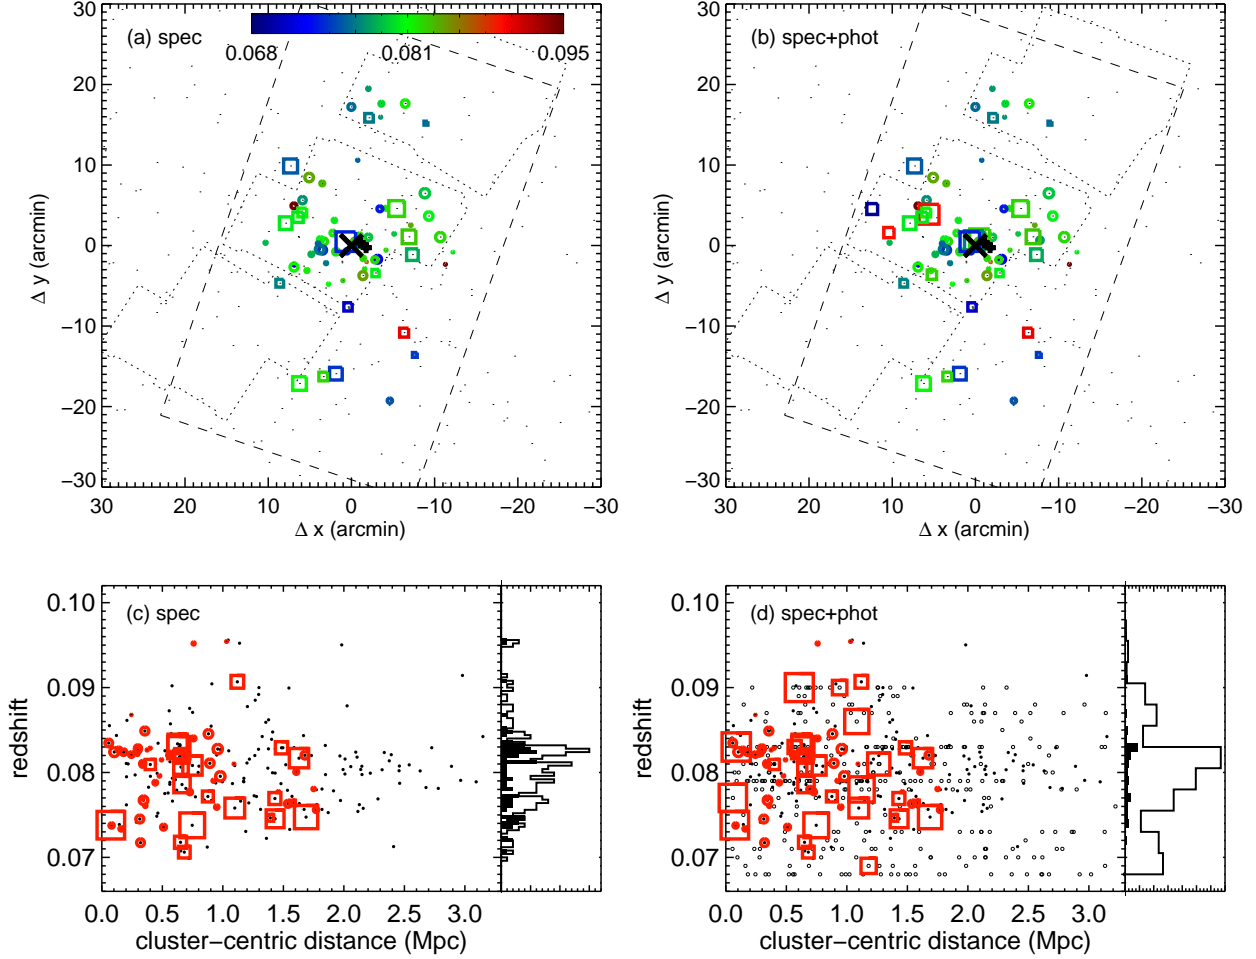 (a) spec
0.068 0.081 0.095
30
20
10
0
−10
−20
−30
Δ y (arcmin)
30 20 10 0 −10 −20 −30
Δ x (arcmin)
(b) spec+phot
30
20
10
0
−10
−20
−30
Δ y (arcmin)
30 20 10 0 −10 −20 −30
Δ x (arcmin)
(c) spec
0.10
0.09
0.08
0.07
redshift
0.0 0.5 1.0 1.5 2.0 2.5 3.0
cluster−centric distance (Mpc)
(d) spec+phot
0.10
0.09
0.08
0.07
redshift
0.0 0.5 1.0 1.5 2.0 2.5 3.0
cluster−centric distance (Mpc)